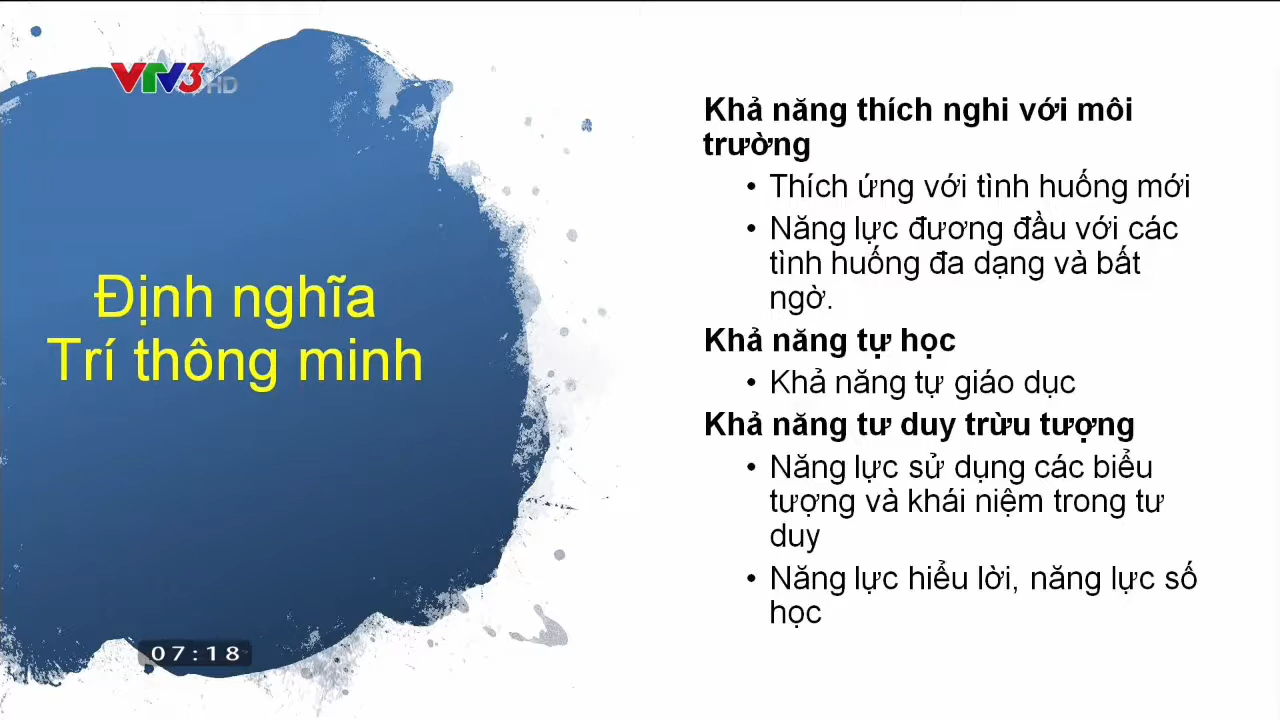 VTV3 HD
Khả năng thích nghi với môi
trường
• Thích ứng với tình huống mới
• Năng lực đương đầu với các
tình huống đa dạng và bất
ngờ.
Định nghĩa
Trí thông minh
Khả năng tự học
• Khả năng tự giáo dục
Khả năng tư duy trừu tượng
• Năng lực sử dụng các biểu
tượng và khái niệm trong tư
duy
• Năng lực hiểu lời, năng lực số
học
07:18